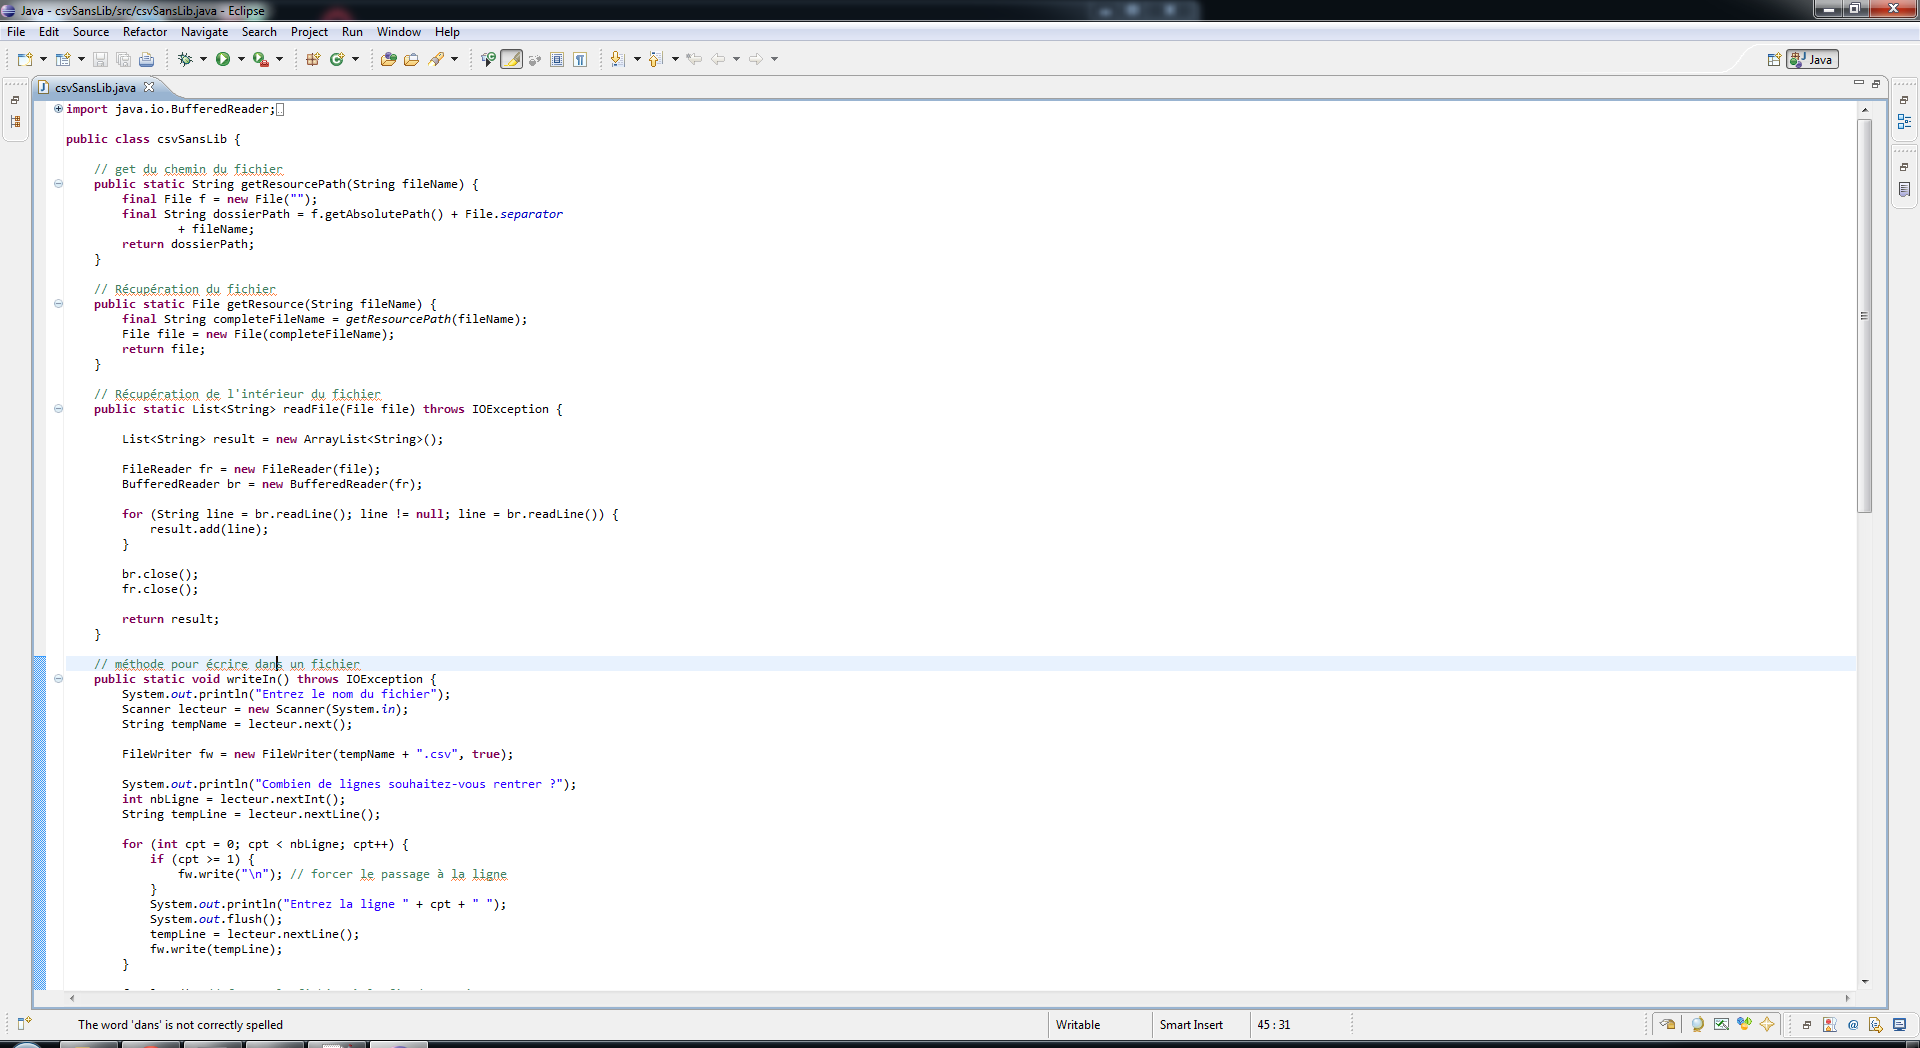 Java - csvSansLib/src/csvSansLib.java - Eclipse
File Edit Source Refactor Navigate Search Project Run Window Help
Java
csvSansLib.java
import java.io.BufferedReader;
public class csvSansLib {
// get du chemin du fichier
public static String getResourcePath(String fileName) {
final File f = new File("");
final String dossierPath = f.getAbsolutePath() + File.separator
+ fileName;
return dossierPath;
}
// Récupération du fichier
public static File getResource(String fileName) {
final String completeFileName = getResourcePath(fileName);
File file = new File(completeFileName);
return file;
}
// Récupération de l'intérieur du fichier
public static List<String> readFile(File file) throws IOException {
List<String> result = new ArrayList<String>();
FileReader fr = new FileReader(file);
BufferedReader br = new BufferedReader(fr);
for (String line = br.readLine(); line != null; line = br.readLine()) {
result.add(line);
}
br.close();
fr.close();
return result;
}
// méthode pour écrire dans un fichier
public static void writeIn() throws IOException {
System.out.println("Entrez le nom du fichier");
Scanner lecteur = new Scanner(System.in);
String tempName = lecteur.next();
FileWriter fw = new FileWriter(tempName + ".csv", true);
System.out.println("Combien de lignes souhaitez-vous rentrer ?");
int nbLigne = lecteur.nextInt();
String tempLine = lecteur.nextLine();
for (int cpt = 0; cpt < nbLigne; cpt++) {
if (cpt >= 1) {
fw.write("\n"); // forcer le passage à la ligne
}
System.out.println("Entrez la ligne " + cpt + " ");
System.out.flush();
tempLine = lecteur.nextLine();
fw.write(tempLine);
}
The word 'dans' is not correctly spelled
Writable
Smart Insert
45 : 31